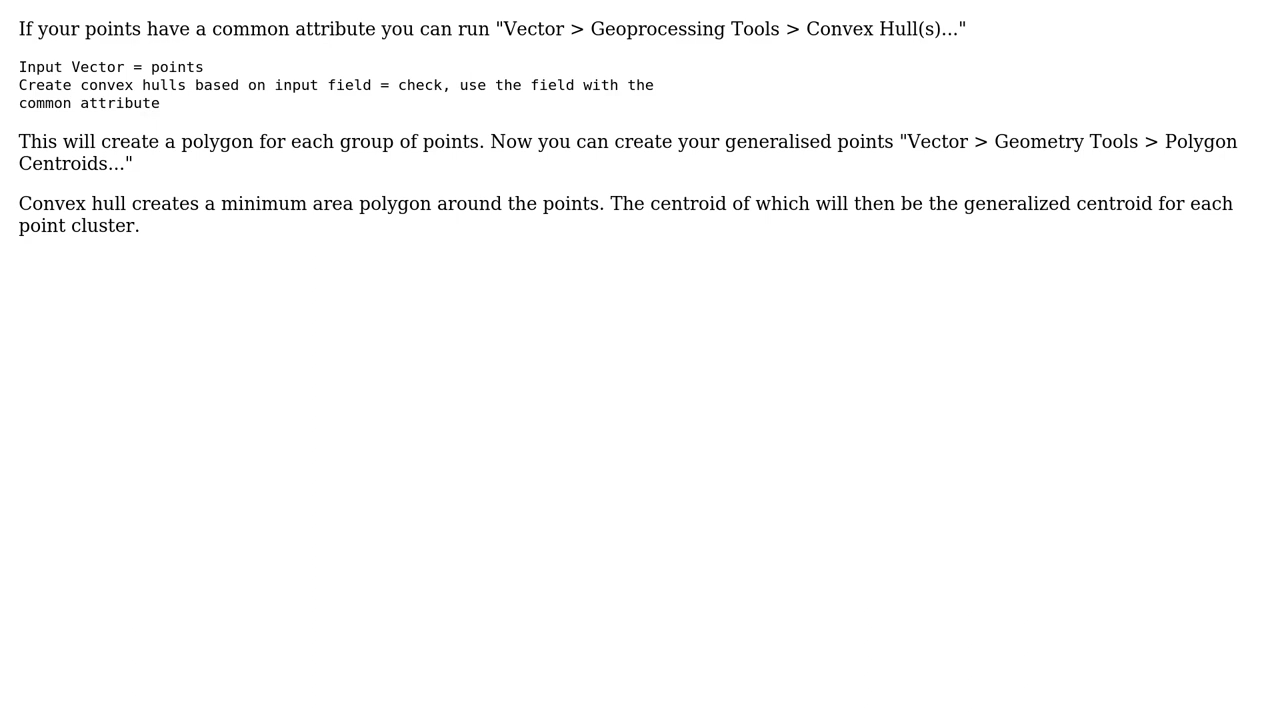 If your points have a common attribute you can run "Vector > Geoprocessing Tools > Convex Hull(s)..."
Input Vector = points
Create convex hulls based on input field = check, use the field with the
common attribute
This will create a polygon for each group of points. Now you can create your generalised points "Vector > Geometry Tools > Polygon
Centroids..."
Convex hull creates a minimum area polygon around the points. The centroid of which will then be the generalized centroid for each
point cluster.